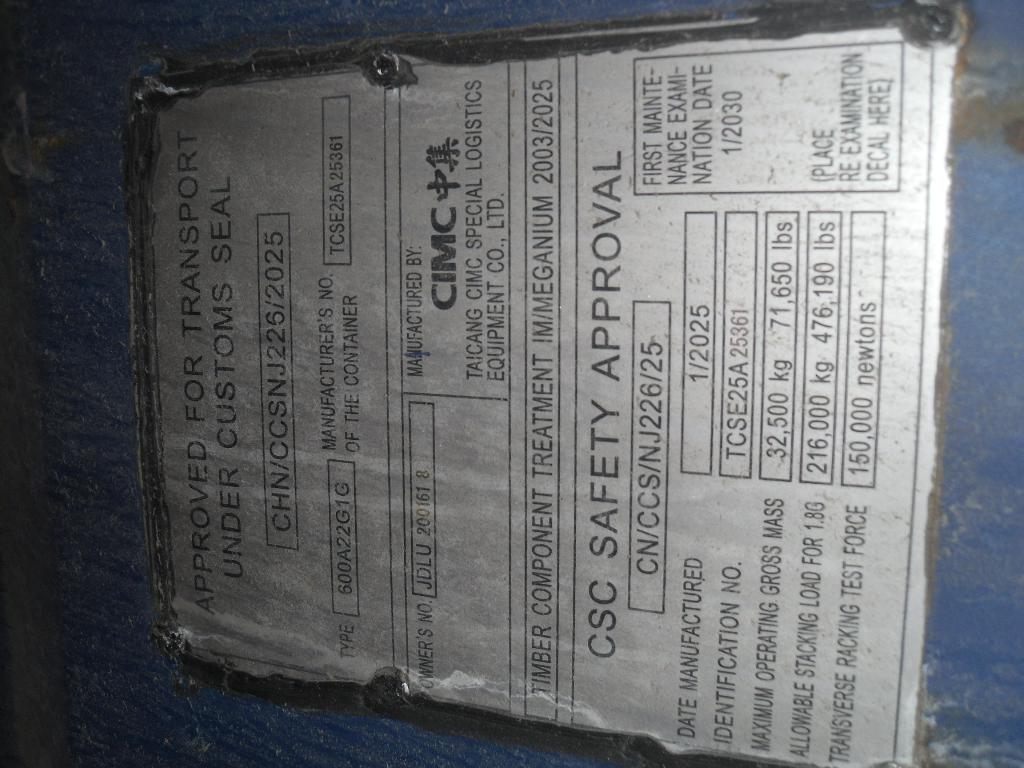 APPROVED FOR TRANSPORT
UNDER CUSTOMS SEAL
CHN/CCSNJ226/2025
TYPE 600A22G1G MANUFACTURER'S NO. OF THE CONTAINER TCSE25A25361
OWNER'S NO. JDLU 200161 8
MANUFACTURED BY:
CIMC 中集
TAICANG CIMC SPECIAL LOGISTICS
EQUIPMENT CO., LTD.
TIMBER COMPONENT TREATMENT IM/MEGANIUM 2003/2025
CSC SAFETY APPROVAL
CN/CCS/NJ226/25
DATE MANUFACTURED 1/2025
IDENTIFICATION NO. TCSE25A25361
MAXIMUM OPERATING GROSS MASS 32,500 kg 71,650 lbs
ALLOWABLE STACKING LOAD FOR 1.8G 216,000 kg 476,190 lbs
TRANSVERSE RACKING TEST FORCE 150,000 newtons
FIRST MAINTE-
NANCE EXAMI-
NATION DATE
1/2030
(PLACE
RE-EXAMINATION
DECAL HERE)